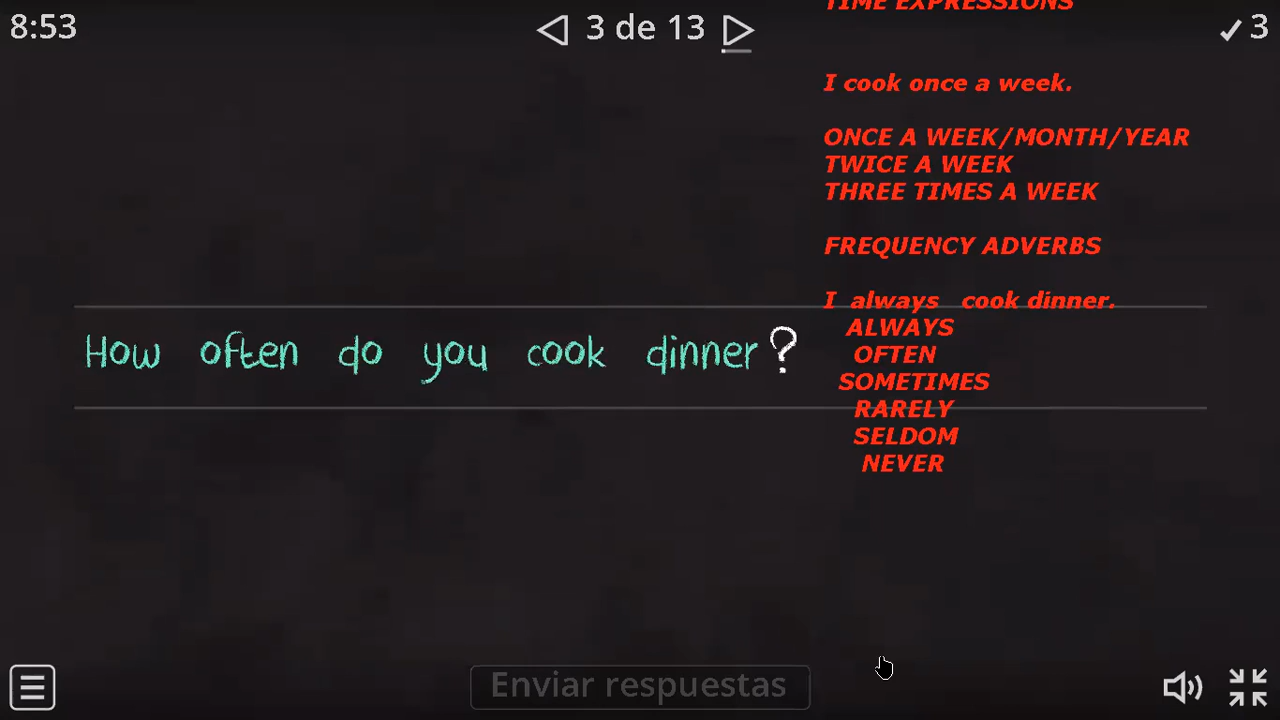 8:53
3 de 13
3
TIME EXPRESSIONS
I cook once a week.
ONCE A WEEK/MONTH/YEAR
TWICE A WEEK
THREE TIMES A WEEK
FREQUENCY ADVERBS
I always cook dinner.
ALWAYS
OFTEN
SOMETIMES
RARELY
SELDOM
NEVER
How often do you cook dinner?
Enviar respuestas